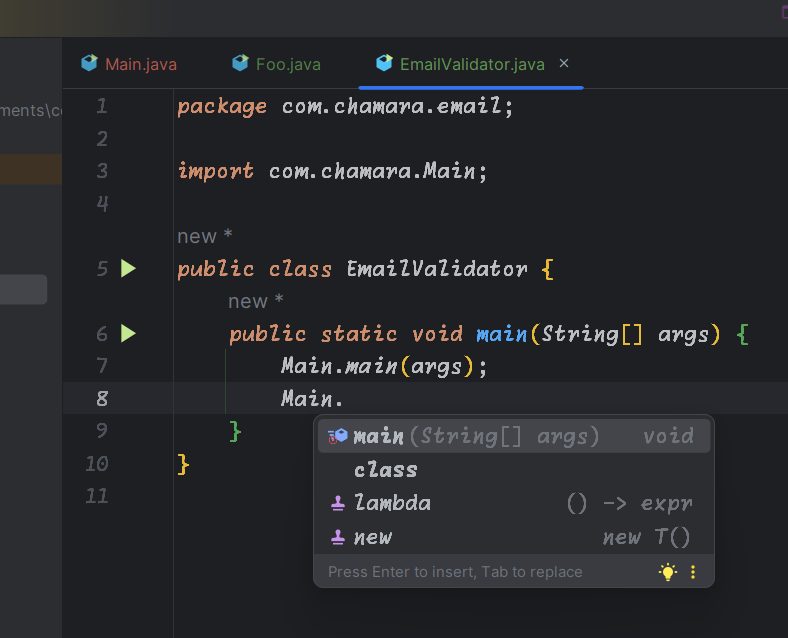 Main.java Foo.java EmailValidator.java ×
ments\c
1 package com.chamara.email;
2
3 import com.chamara.Main;
4
new *
5 public class EmailValidator {
new *
6 public static void main(String[] args) {
7 Main.main(args);
8 Main.
9 }
10 }
11
main(String[] args) void
class
lambda () -> expr
new new T()
Press Enter to insert, Tab to replace